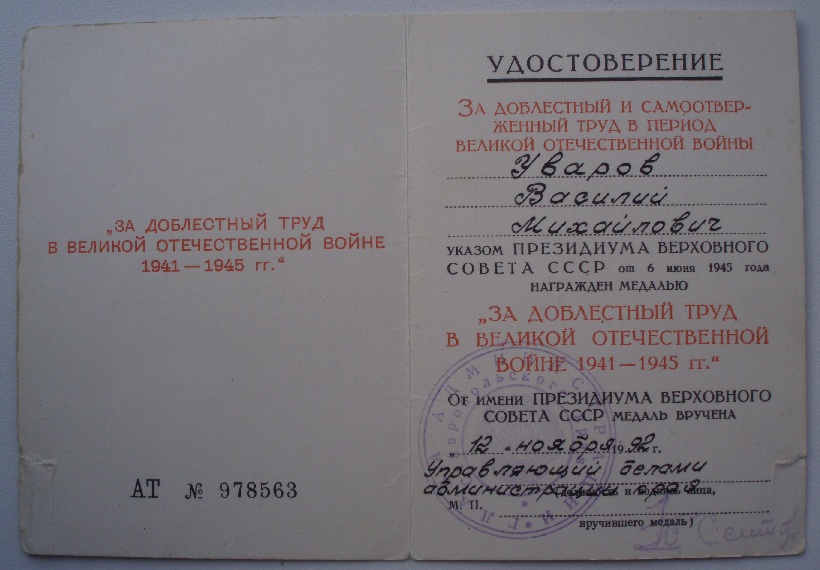 „ЗА ДОБЛЕСТНЫЙ ТРУД
В ВЕЛИКОЙ ОТЕЧЕСТВЕННОЙ ВОЙНЕ
1941—1945 гг.“
АТ № 978563
УДОСТОВЕРЕНИЕ
ЗА ДОБЛЕСТНЫЙ И САМООТВЕР-
ЖЕННЫЙ ТРУД В ПЕРИОД
ВЕЛИКОЙ ОТЕЧЕСТВЕННОЙ ВОЙНЫ
Уваров
Василий
Михайлович
УКАЗОМ ПРЕЗИДИУМА ВЕРХОВНОГО
СОВЕТА СССР от 6 июня 1945 года
НАГРАЖДЕН МЕДАЛЬЮ
„ЗА ДОБЛЕСТНЫЙ ТРУД
В ВЕЛИКОЙ ОТЕЧЕСТВЕННОЙ
ВОЙНЕ 1941—1945 гг.“
От имени ПРЕЗИДИУМА ВЕРХОВНОГО
СОВЕТА СССР МЕДАЛЬ ВРУЧЕНА
„12 ноября 1992 г.
Управляющий делами
администрации края
М. П.
вручившего медаль)